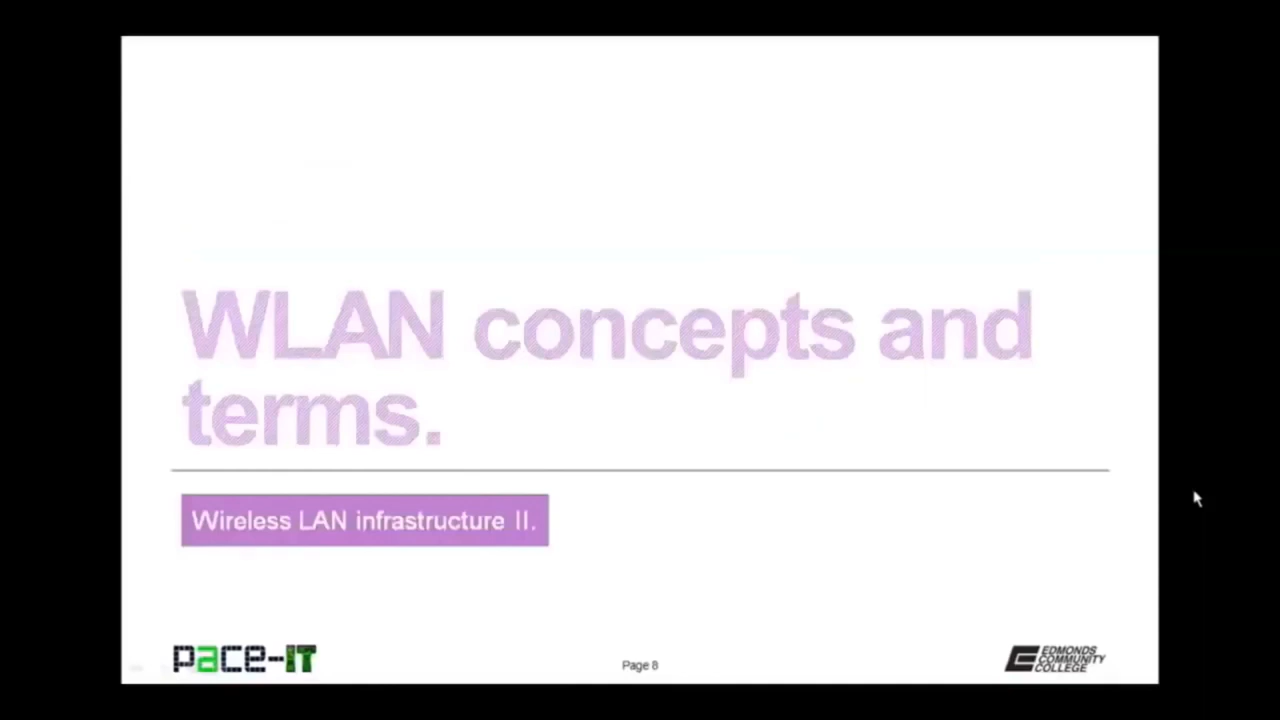 WLAN concepts and
terms.
Wireless LAN infrastructure II.
pace-IT
Page 8
EDMONDS
COMMUNITY
COLLEGE